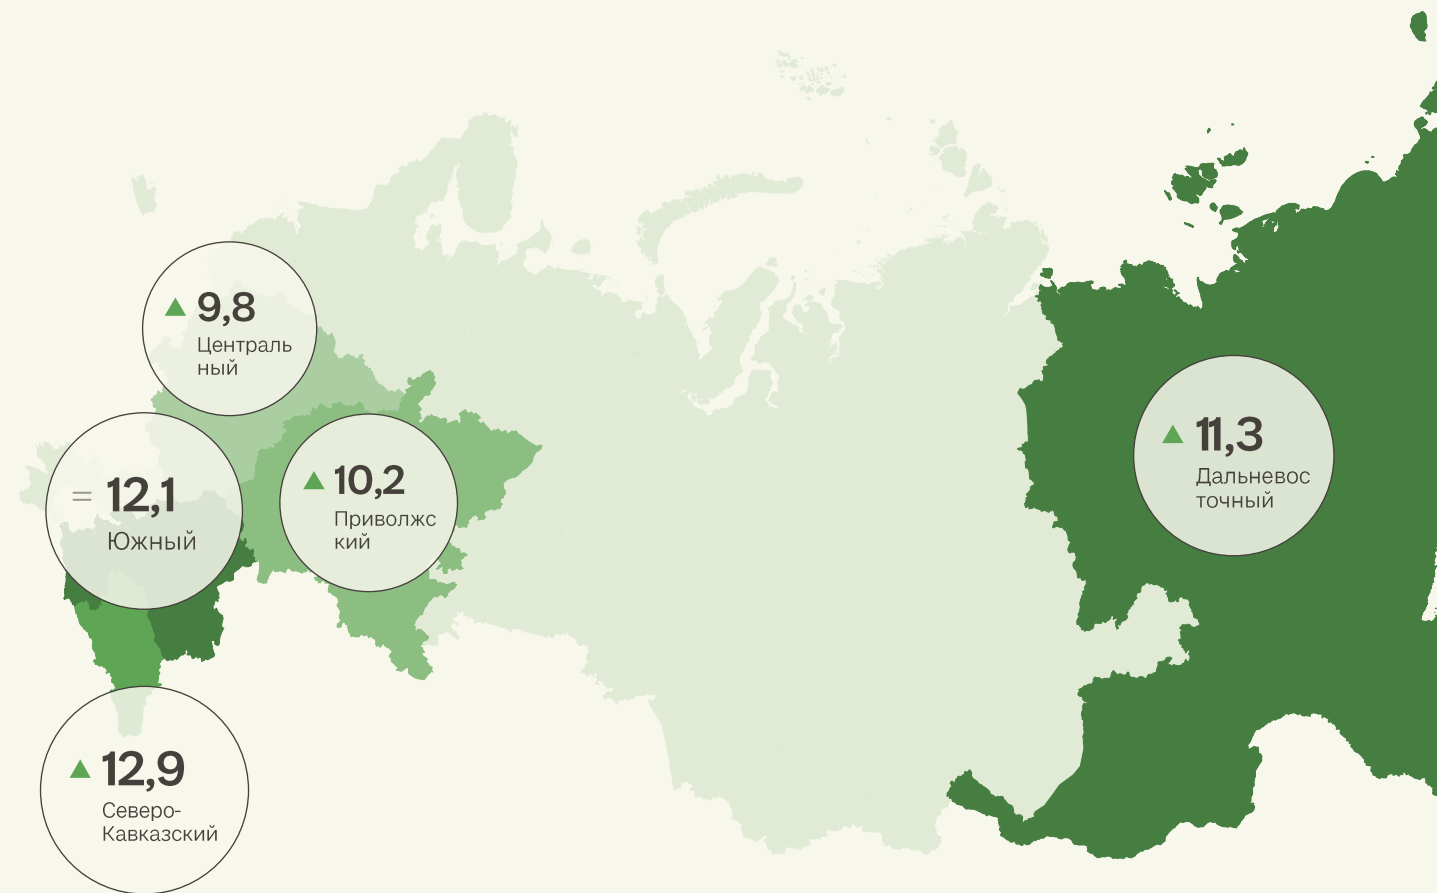 ▲ 9,8
Централь
ный
▲ 11,3
Дальневос
точный
▲ 10,2
Приволжс
кий
= 12,1
Южный
▲ 12,9
Северо-
Кавказский